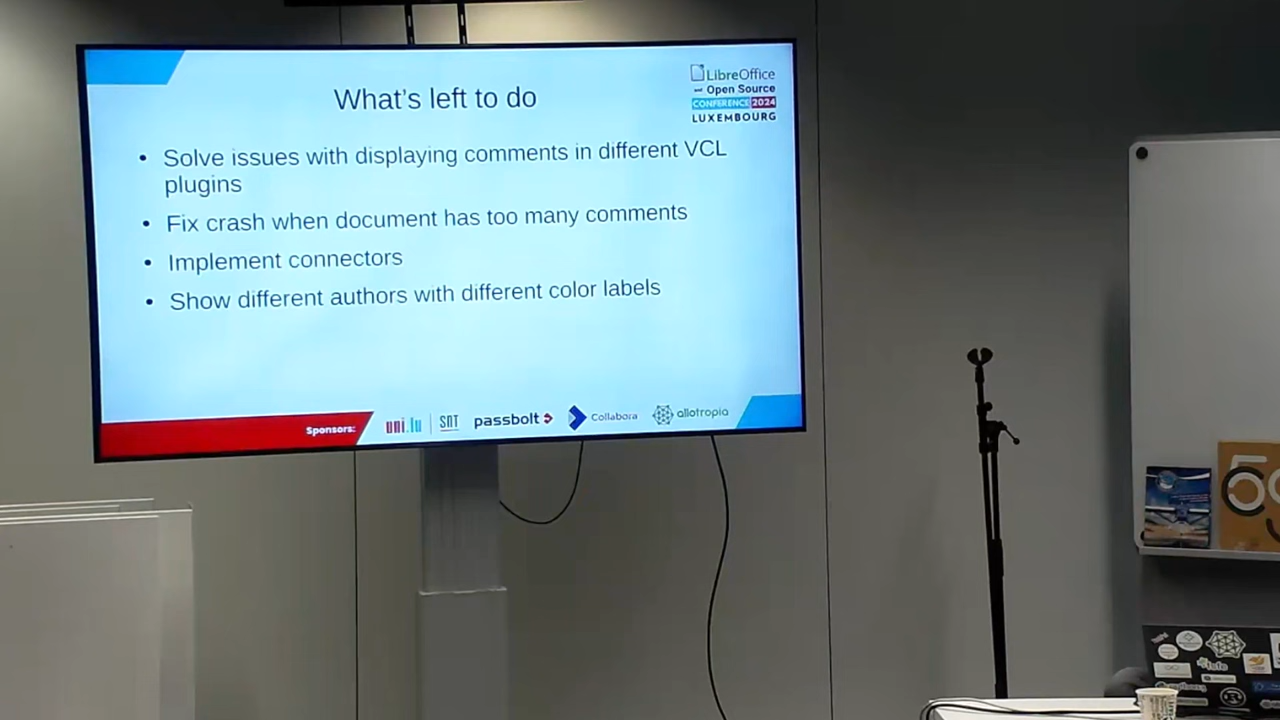 What's left to do
LibreOffice
Open Source
CONFERENCE 2024
LUXEMBOURG
• Solve issues with displaying comments in different VCL
plugins
• Fix crash when document has too many comments
• Implement connectors
• Show different authors with different color labels
Sponsors:
uni.lu
SNT
passbolt
Collabora
allotropia